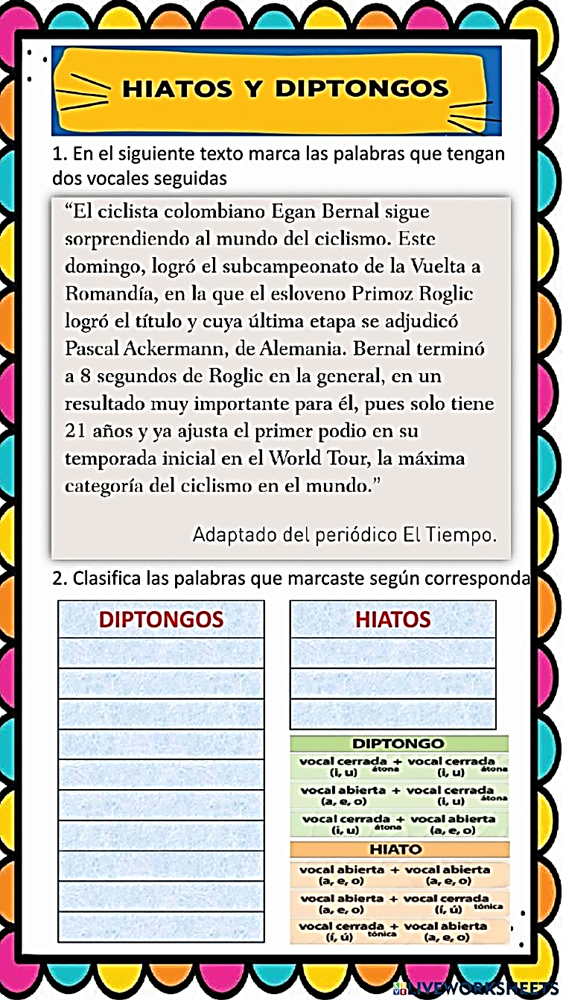 HIATOS Y DIPTONGOS
1. En el siguiente texto marca las palabras que tengan
dos vocales seguidas
“El ciclista colombiano Egan Bernal sigue
sorprendiendo al mundo del ciclismo. Este
domingo, logró el subcampeonato de la Vuelta a
Romandía, en la que el esloveno Primoz Roglic
logró el título y cuya última etapa se adjudicó
Pascal Ackermann, de Alemania. Bernal terminó
a 8 segundos de Roglic en la general, en un
resultado muy importante para él, pues solo tiene
21 años y ya ajusta el primer podio en su
temporada inicial en el World Tour, la máxima
categoría del ciclismo en el mundo.”
Adaptado del periódico El Tiempo.
2. Clasifica las palabras que marcaste según corresponda
DIPTONGOS
HIATOS
DIPTONGO
vocal cerrada + vocal cerrada
(i, u) átona (i, u) átona
vocal abierta + vocal cerrada
(a, e, o) (i, u) átona
vocal cerrada + vocal abierta
(i, u) átona (a, e, o)
HIATO
vocal abierta + vocal abierta
(a, e, o) (a, e, o)
vocal abierta + vocal cerrada
(a, e, o) (í, ú) tónica
vocal cerrada + vocal abierta
(í, ú) tónica (a, e, o)
LIVEWORKSHEETS